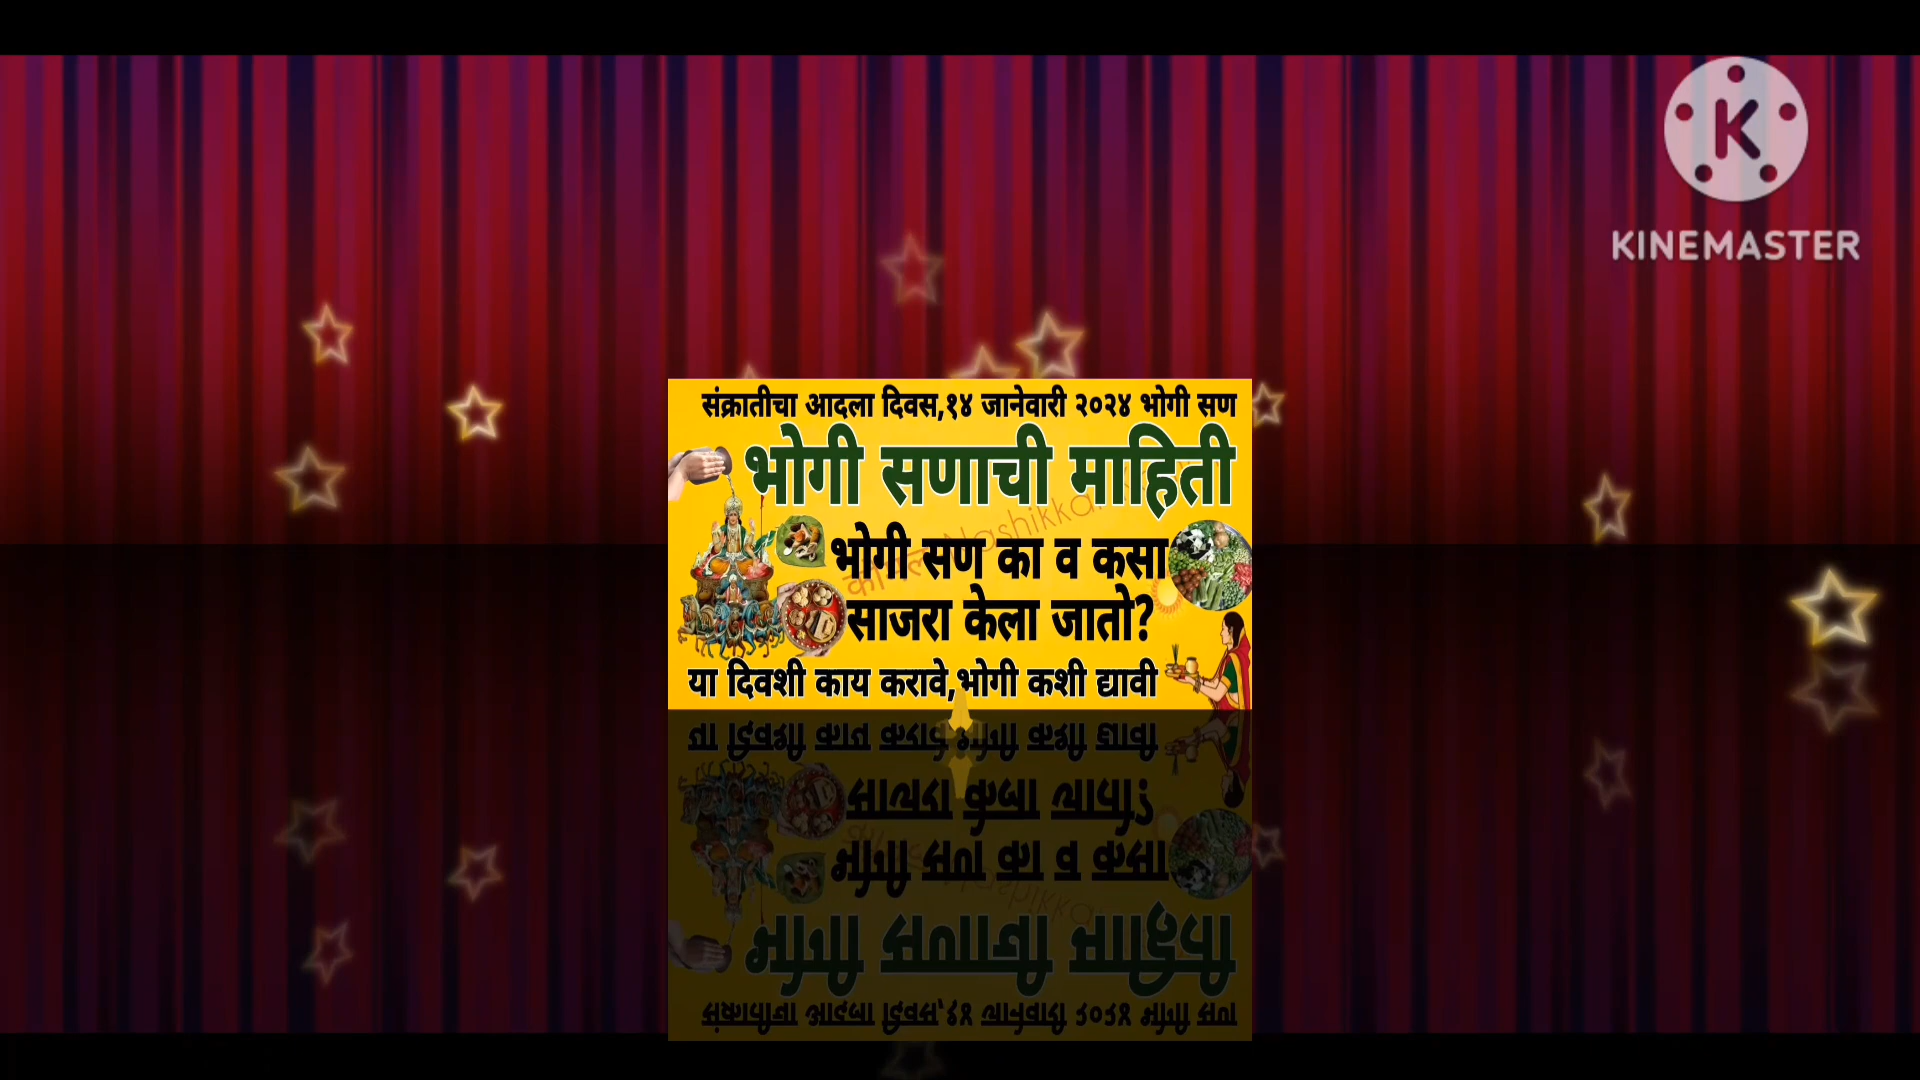 KINEMASTER
संक्रातीचा आदला दिवस,१४ जानेवारी २०२४ भोगी सण
भोगी सणाची माहिती
भोगी सण का व कसा
साजरा केला जातो?
या दिवशी काय करावे,भोगी कशी द्यावी